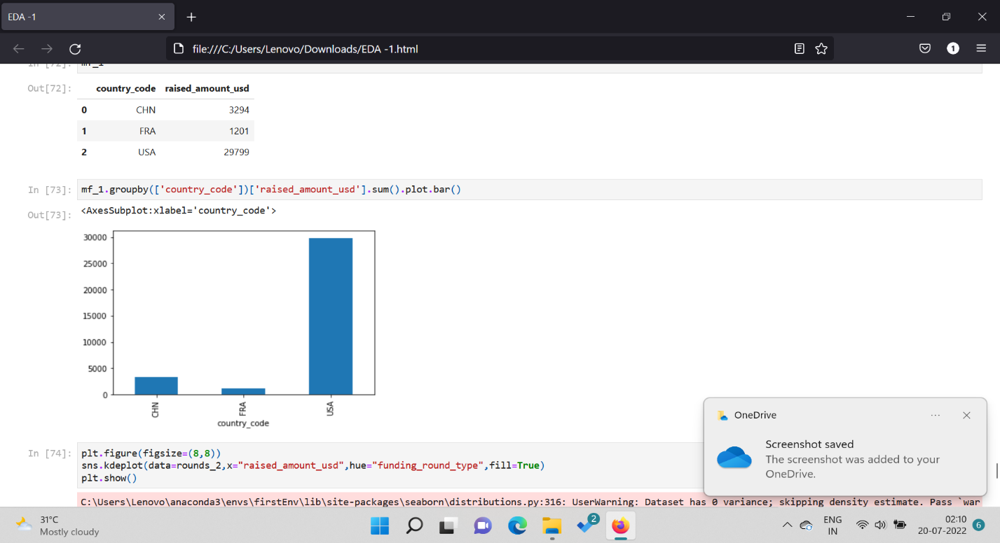 EDA -1
file:///C:/Users/Lenovo/Downloads/EDA -1.html
1
In [72]: mf_1
Out[72]:
country_code raised_amount_usd
0 CHN 3294
1 FRA 1201
2 USA 29799
In [73]: mf_1.groupby(['country_code'])['raised_amount_usd'].sum().plot.bar()
Out[73]: <AxesSubplot:xlabel='country_code'>
30000
25000
20000
15000
10000
5000
0
CHN FRA USA
country_code
In [74]: plt.figure(figsize=(8,8))
sns.kdeplot(data=rounds_2,x="raised_amount_usd",hue="funding_round_type",fill=True)
plt.show()
C:\Users\Lenovo\anaconda3\envs\firstEnv\lib\site-packages\seaborn\distributions.py:316: UserWarning: Dataset has 0 variance; skipping density estimate. Pass `war
OneDrive
Screenshot saved
The screenshot was added to your
OneDrive.
31°C
Mostly cloudy
2
ENG
IN
02:10
20-07-2022
6